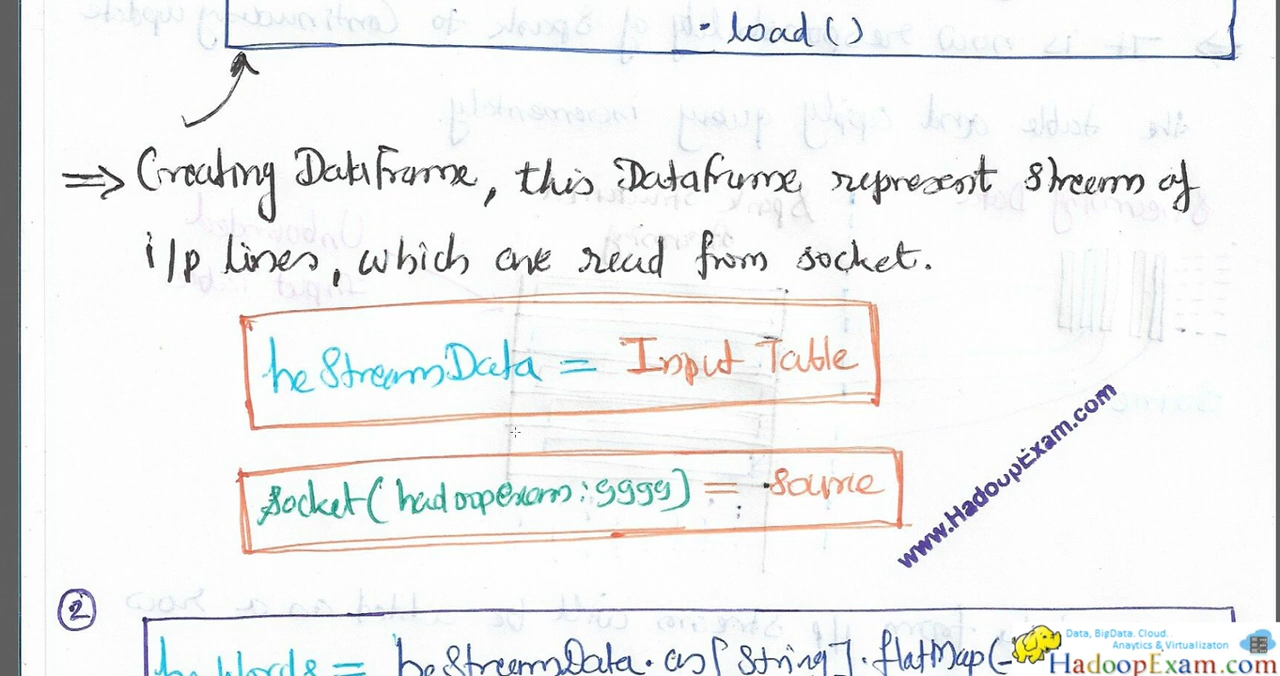 .load()
=> Creating DataFrame, this DataFrame represent stream of
i/p lines, which are read from socket.
heStreamData = Input Table
socket(hadoopexam:9999) = source
www.HadoopExam.com
②
heWords = heStreamData.as[String].flatMap(_
Data, BigData. Cloud..
Anaytics & Virtualizaton
HadoopExam.com